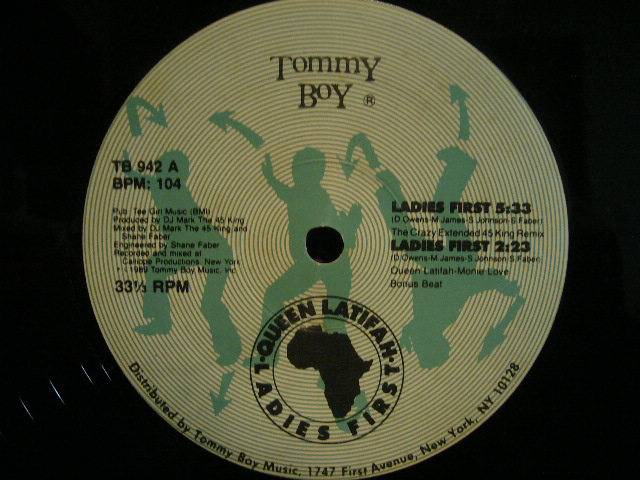 Tommy
Boy ®
TB 942 A
BPM: 104
Pub. Tee Girl Music (BMI)
Produced by DJ Mark The 45 King
Mixed by DJ Mark The 45 King and
Shane Faber
Engineered by Shane Faber
Recorded and mixed at
Calliope Productions, New York
1989 Tommy Boy Music, Inc.
33⅓ RPM
LADIES FIRST 5:33
(D.Owens-M.James-S.Johnson-S.Faber)
The Crazy Extended 45 King Remix
LADIES FIRST 2:23
(D.Owens-M.James-S.Johnson-S.Faber)
Queen Latifah-Monie Love
Bonus Beat
QUEEN LATIFAH
LADIES FIRST
Distributed by Tommy Boy Music, 1747 First Avenue, New York, NY 10128